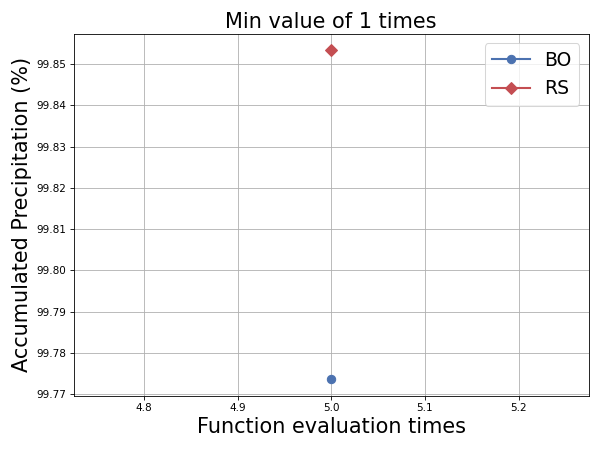 Min value of 1 times
BO
RS
Accumulated Precipitation (%)
99.85
99.84
99.83
99.82
99.81
99.80
99.79
99.78
99.77
4.8 4.9 5.0 5.1 5.2
Function evaluation times